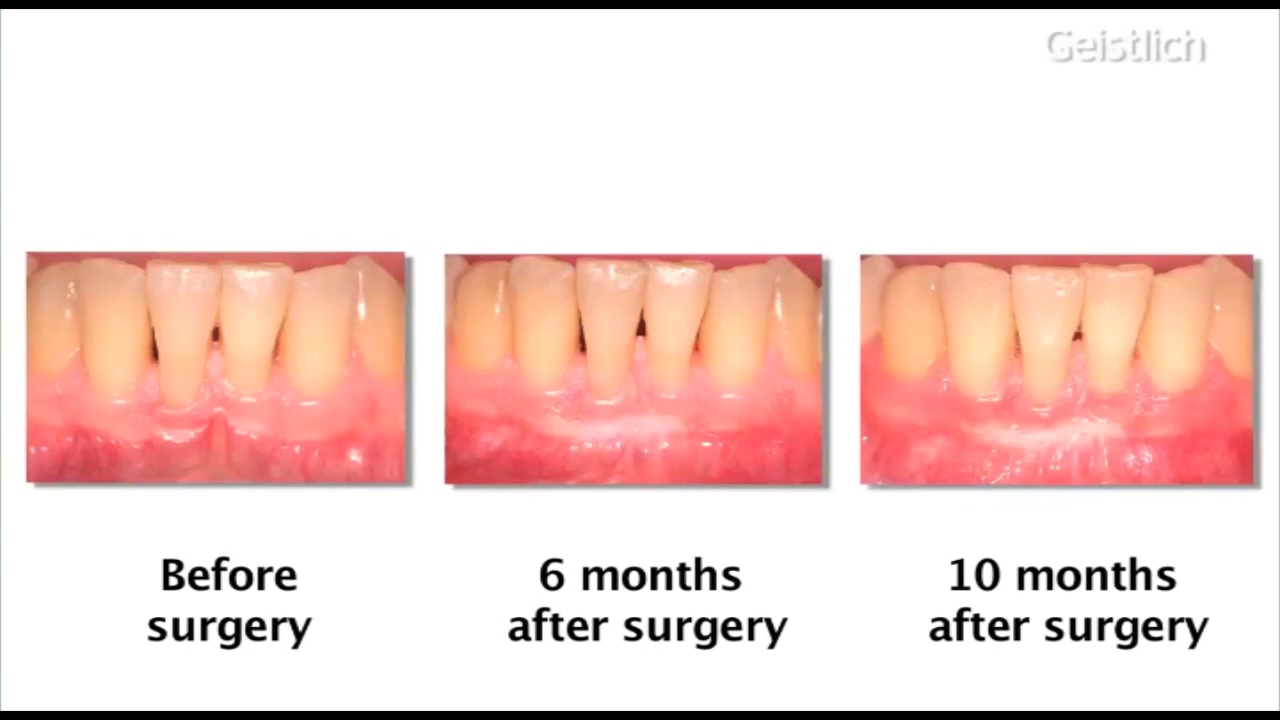 Geistlich
Before
surgery
6 months
after surgery
10 months
after surgery